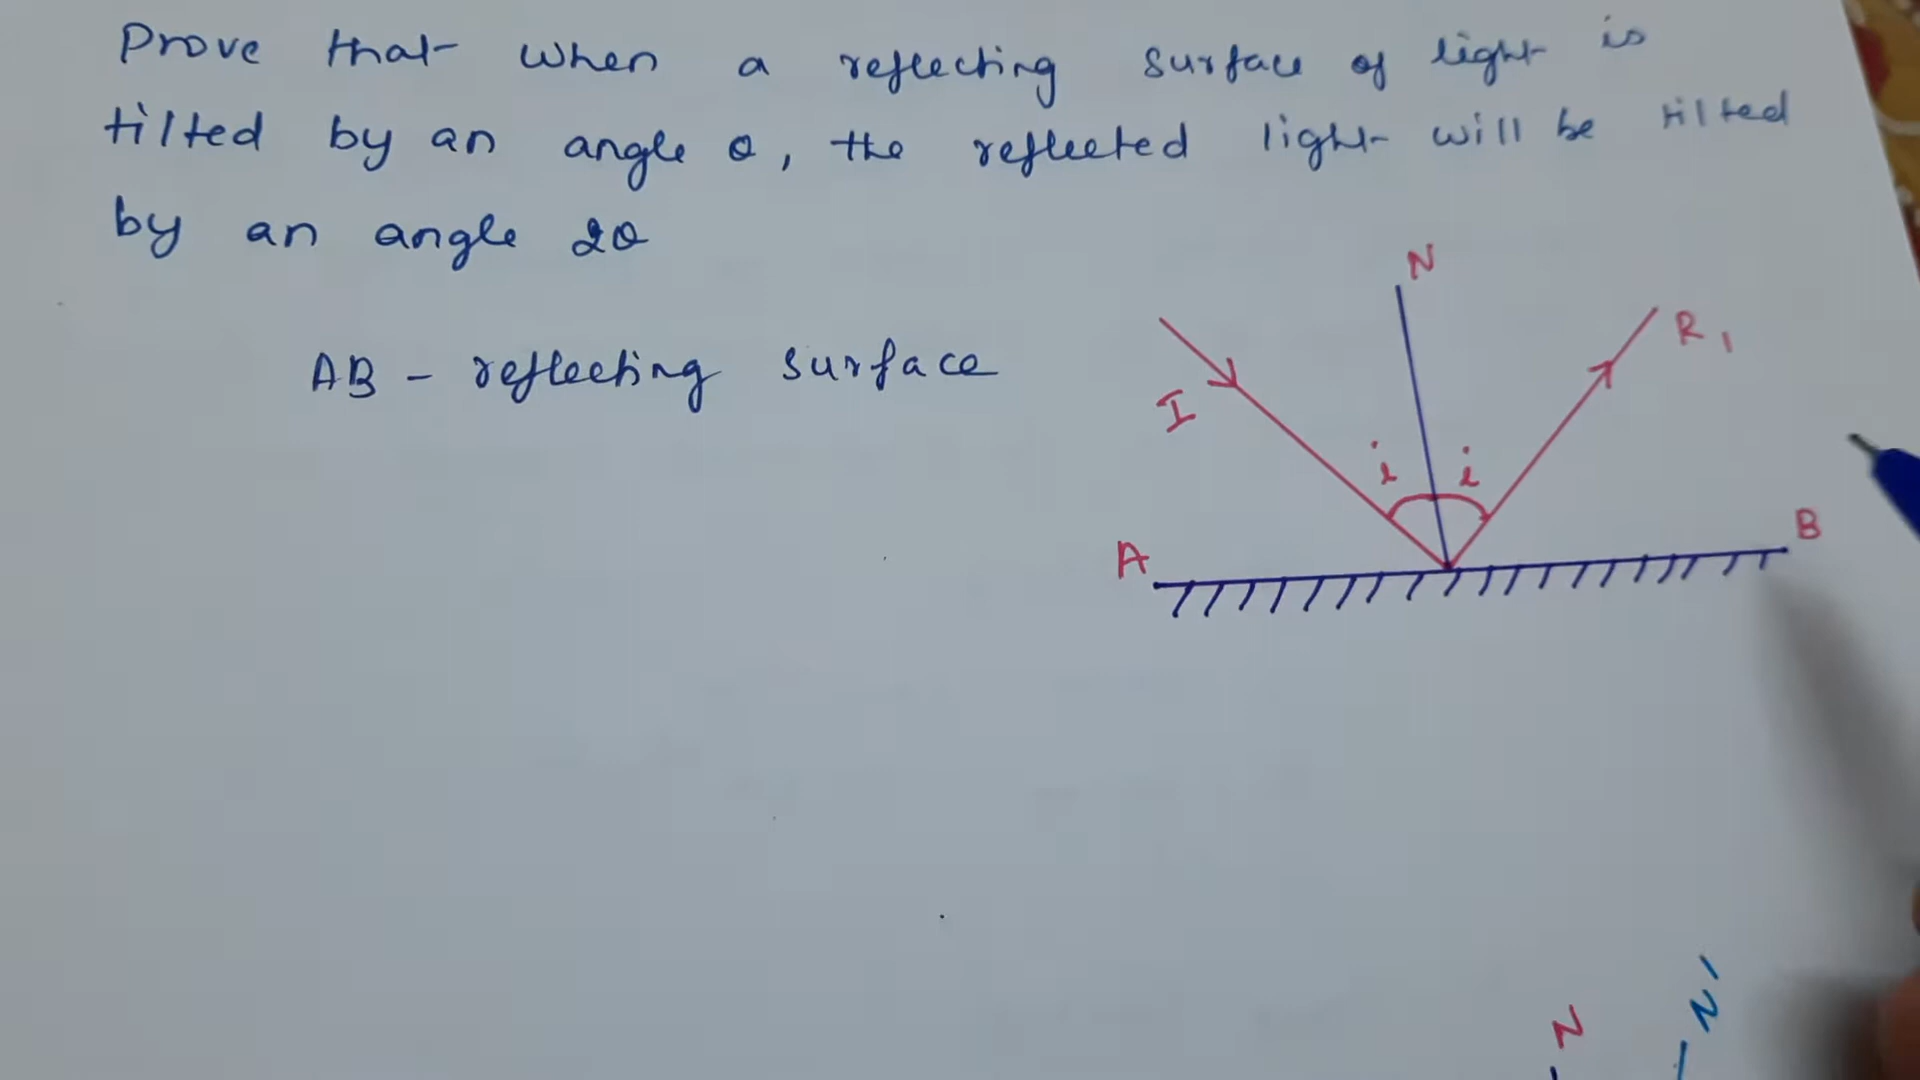 Prove that when a reflecting surface of light is
tilted by an angle θ, the reflected light will be tilted
by an angle 2θ
N
R1
AB - reflecting surface
I
i i
B
A
N'
N